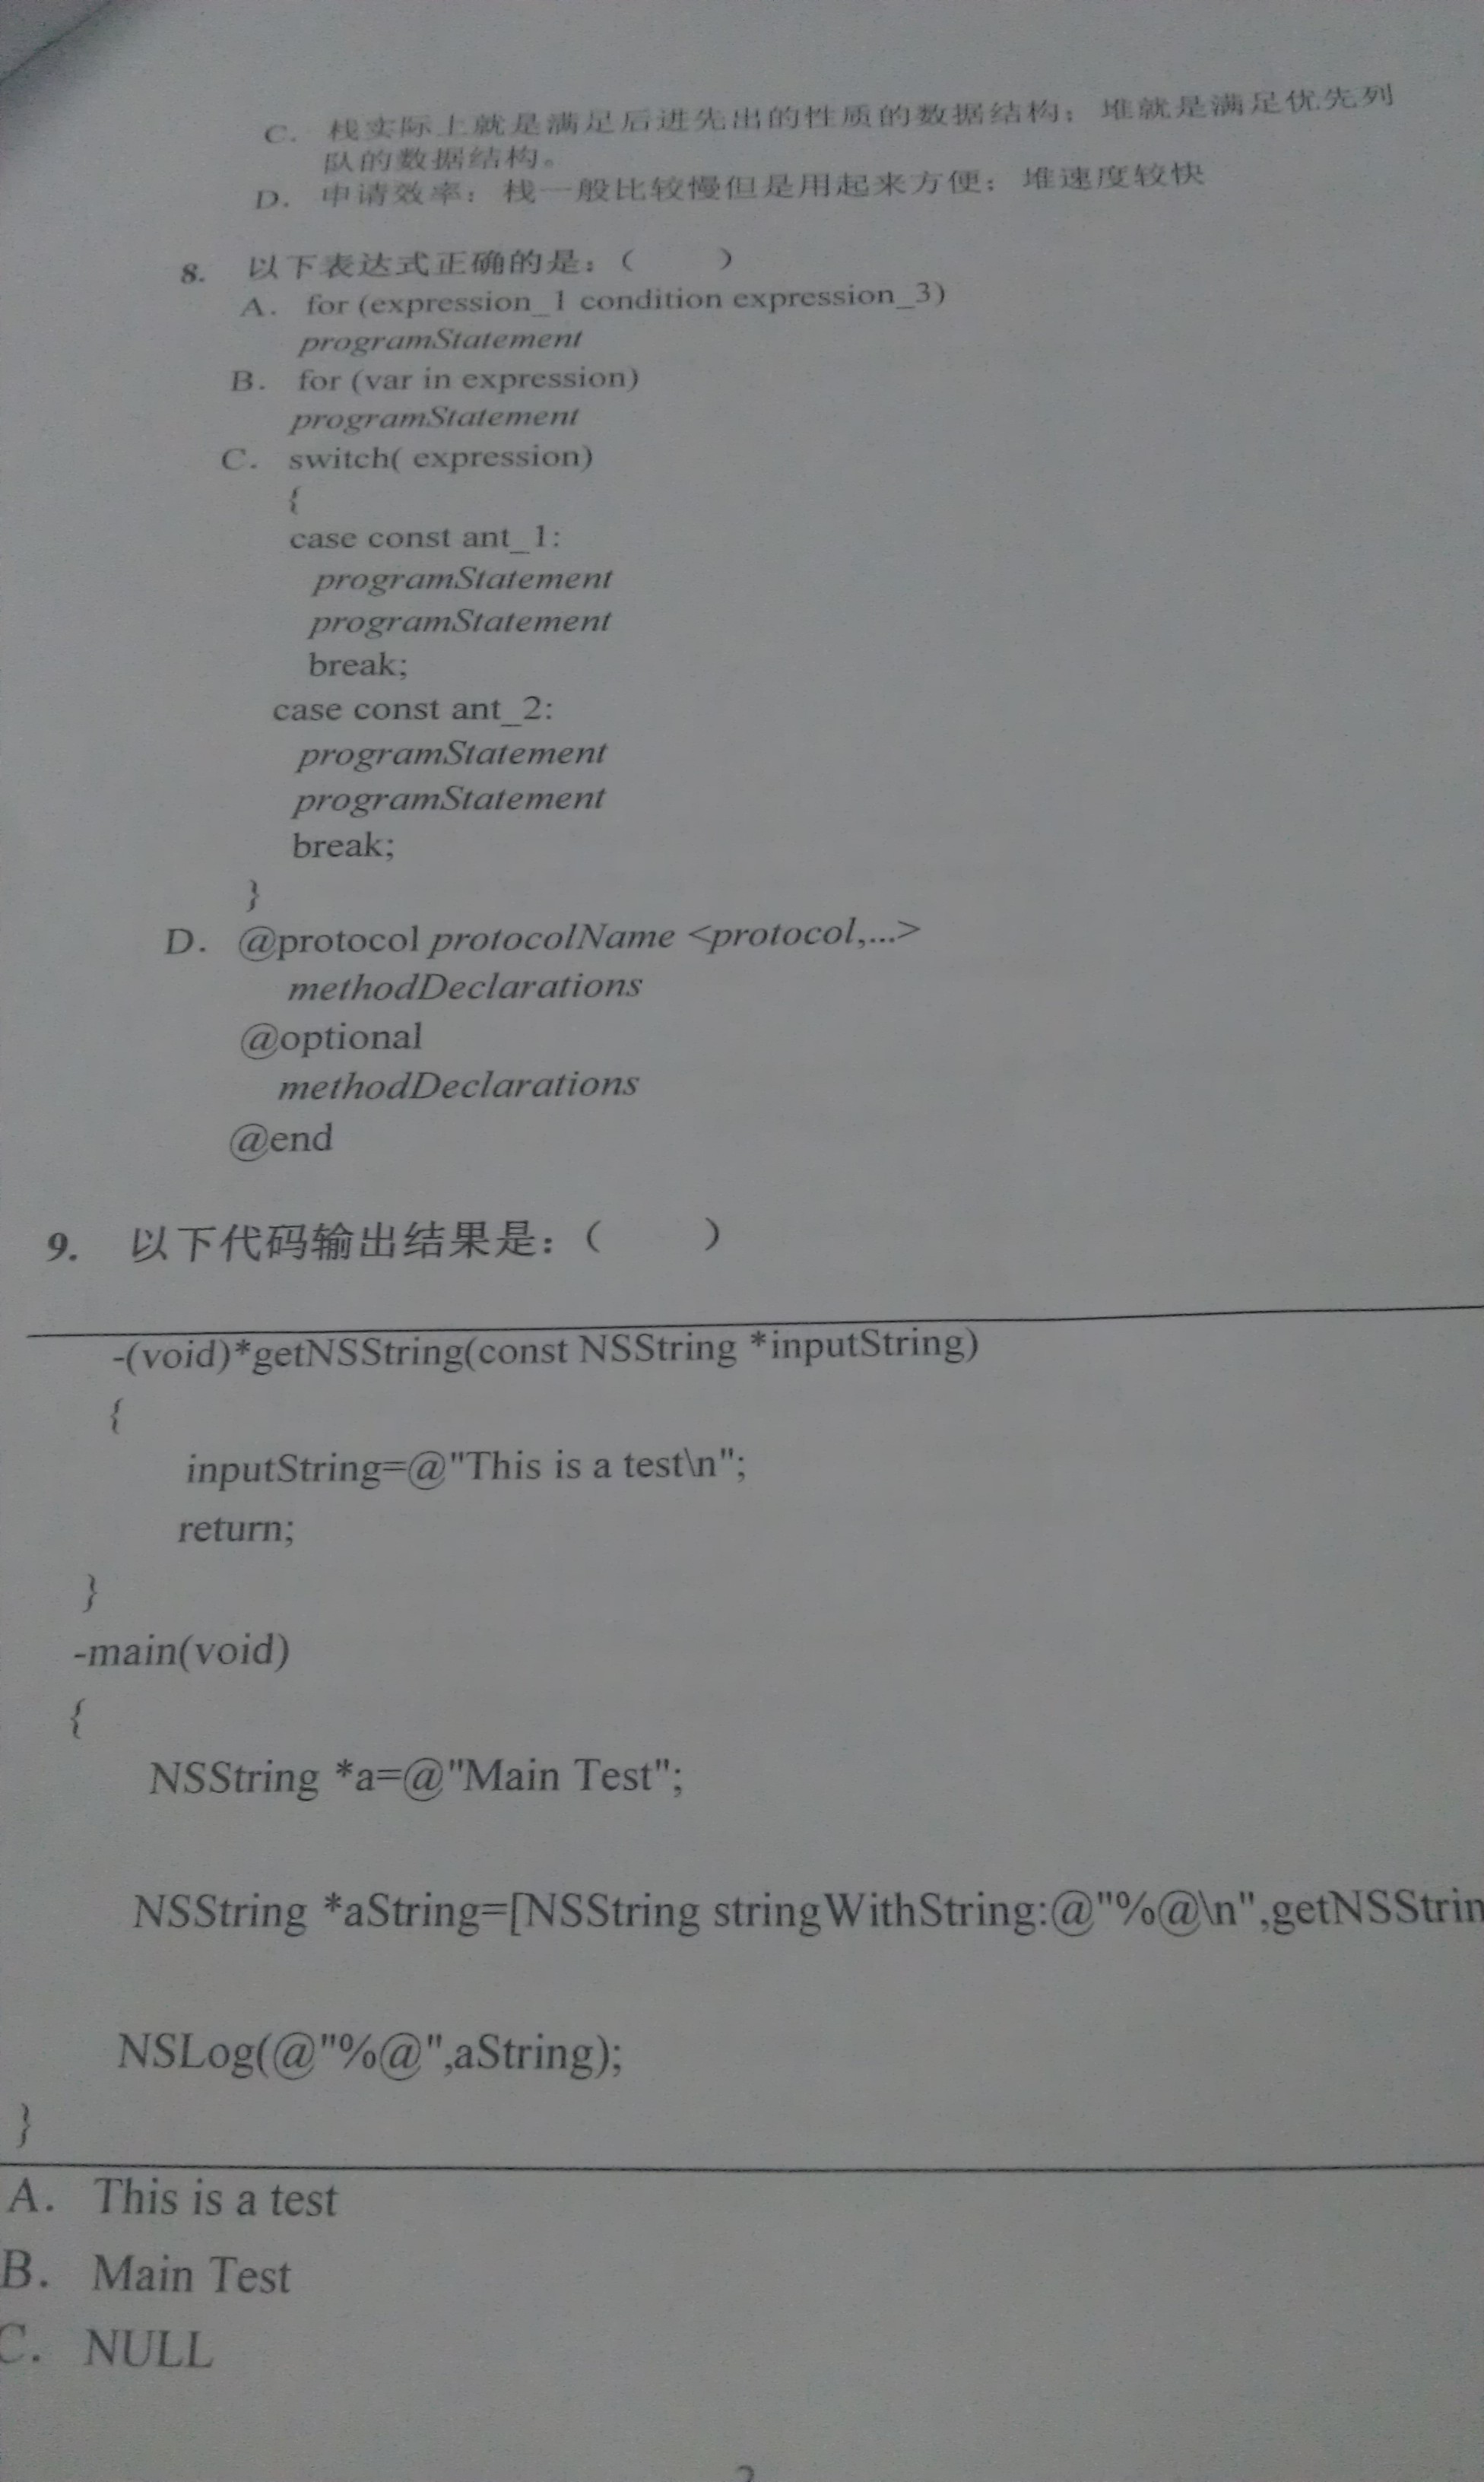 C. 栈实际上就是满足后进先出的性质的数据结构；堆就是满足优先列
队的数据结构。
D. 申请效率：栈一般比较慢但是用起来方便；堆速度较快
8. 以下表达式正确的是：（ ）
A. for (expression_1 condition expression_3)
programStatement
B. for (var in expression)
programStatement
C. switch( expression)
{
case const ant_1:
programStatement
programStatement
break;
case const ant_2:
programStatement
programStatement
break;
}
D. @protocol protocolName <protocol,...>
methodDeclarations
@optional
methodDeclarations
@end
9. 以下代码输出结果是：（ ）
-(void)*getNSString(const NSString *inputString)
{
inputString=@"This is a test\n";
return;
}
-main(void)
{
NSString *a=@"Main Test";
NSString *aString=[NSString stringWithString:@"%@\n",getNSStrin
NSLog(@"%@",aString);
}
A. This is a test
B. Main Test
C. NULL